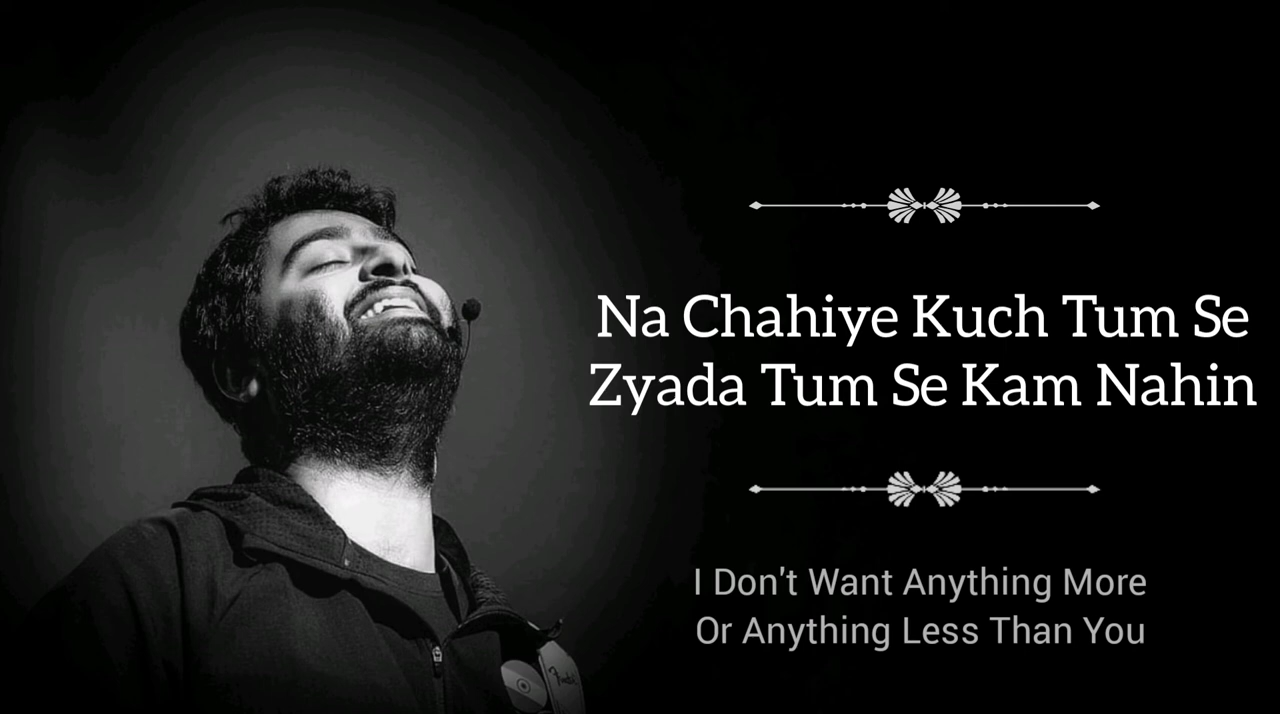 Na Chahiye Kuch Tum Se
Zyada Tum Se Kam Nahin
I Don't Want Anything More
Or Anything Less Than You
Fender